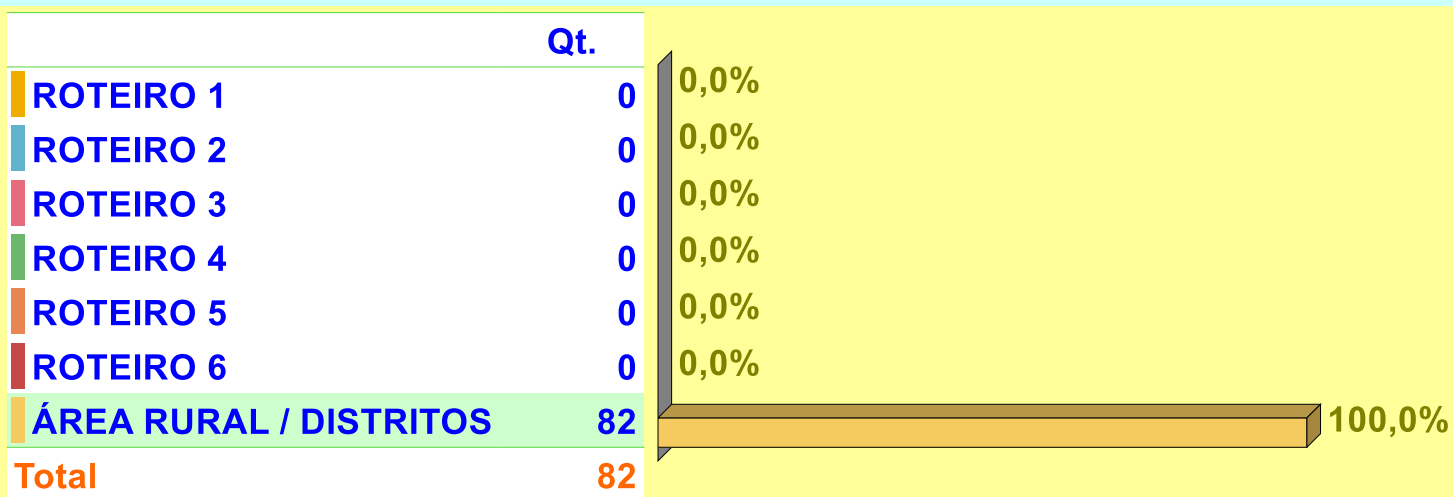 Qt.
ROTEIRO 1 0 0,0%
ROTEIRO 2 0 0,0%
ROTEIRO 3 0 0,0%
ROTEIRO 4 0 0,0%
ROTEIRO 5 0 0,0%
ROTEIRO 6 0 0,0%
ÁREA RURAL / DISTRITOS 82 100,0%
Total 82